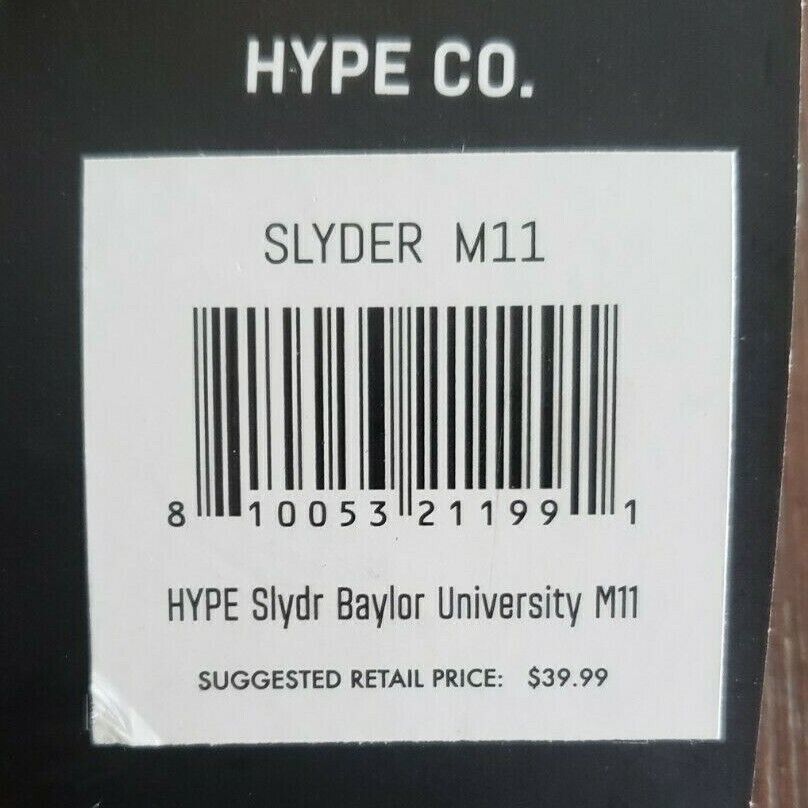 HYPE CO.
SLYDER M11
8 10053 21199 1
HYPE Slydr Baylor University M11
SUGGESTED RETAIL PRICE: $39.99